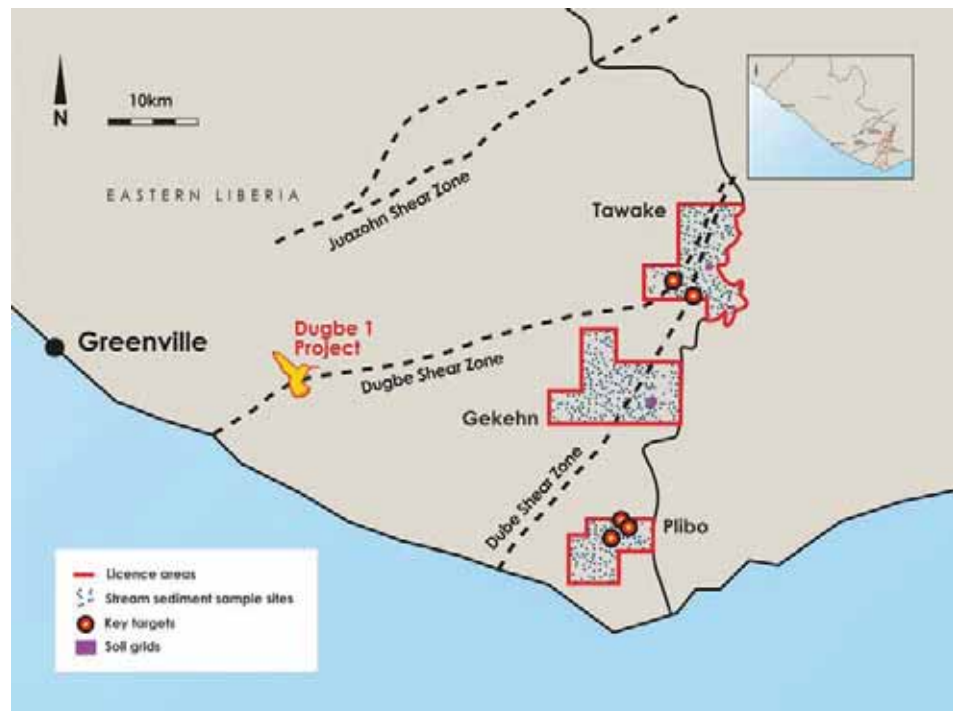 10km
N
EASTERN LIBERIA
Juazohn Shear Zone
Tawake
Greenville
Dugbe 1
Project
Dugbe Shear Zone
Gekehn
Dube Shear Zone
Plibo
Licence areas
Stream sediment sample sites
Key targets
Soil grids